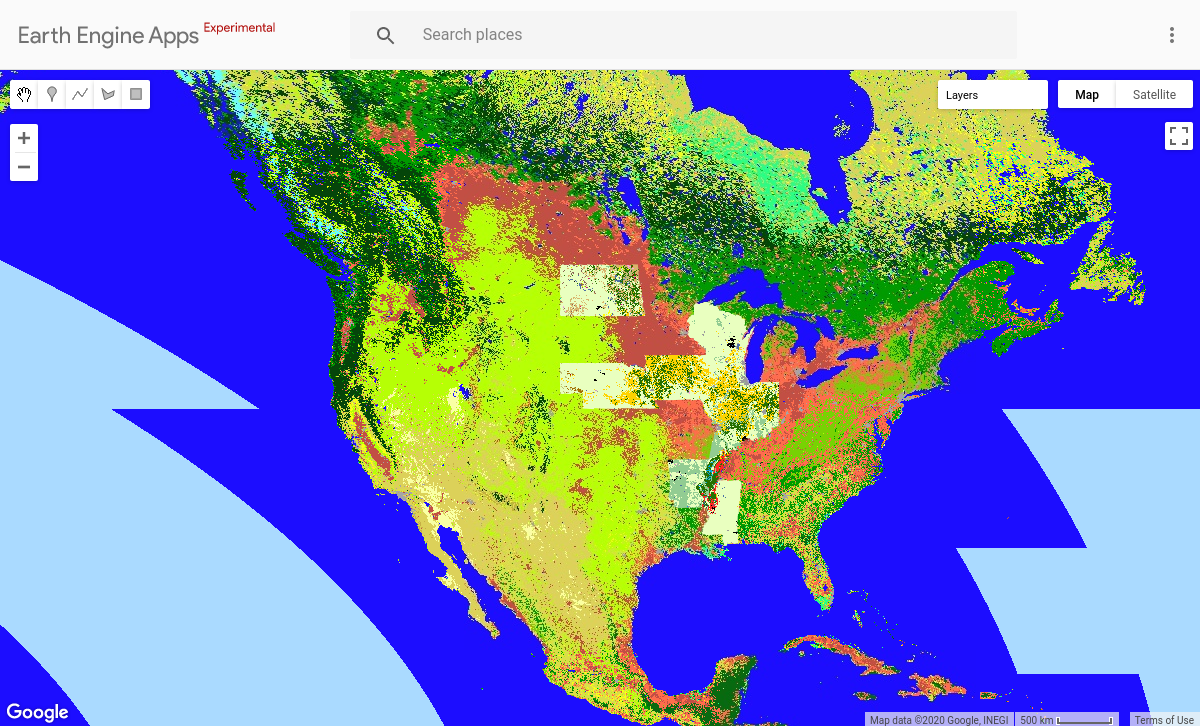 Earth Engine Apps Experimental
Search places
Layers
Map
Satellite
+
−
Google
Map data ©2020 Google, INEGI
500 km
Terms of Use